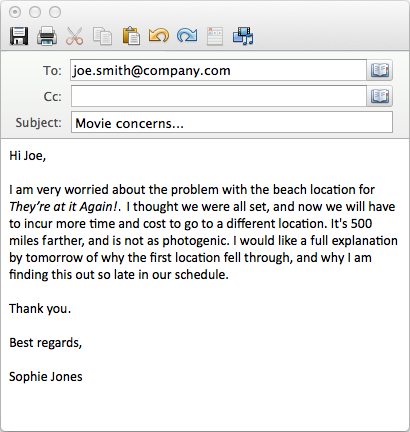 To: joe.smith@company.com
Cc:
Subject: Movie concerns...
Hi Joe,
I am very worried about the problem with the beach location for
They're at it Again!. I thought we were all set, and now we will have
to incur more time and cost to go to a different location. It's 500
miles farther, and is not as photogenic. I would like a full explanation
by tomorrow of why the first location fell through, and why I am
finding this out so late in our schedule.
Thank you.
Best regards,
Sophie Jones